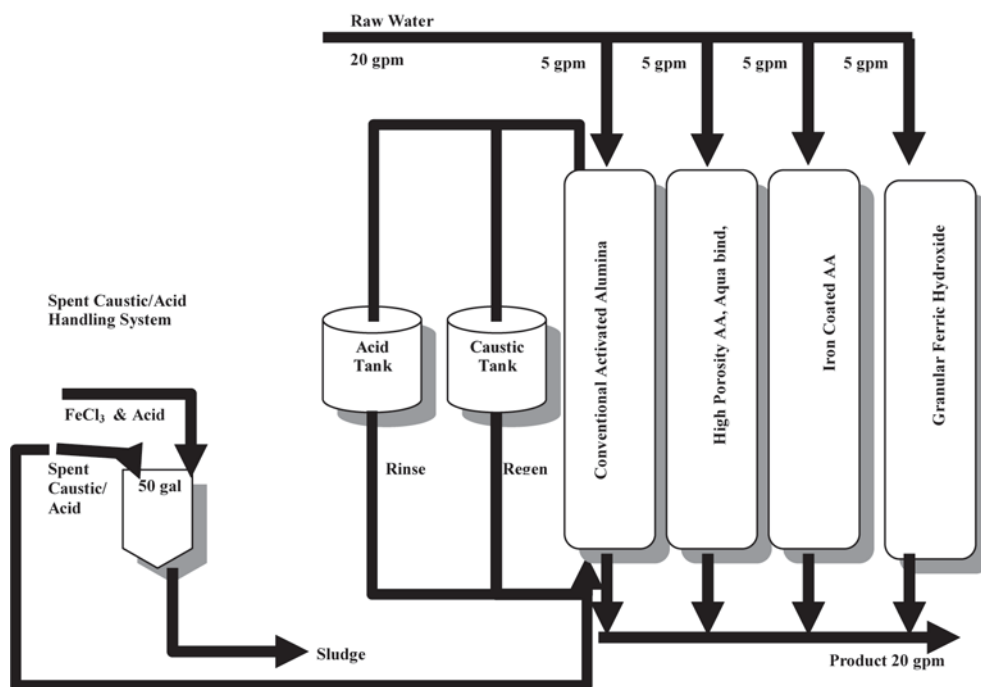 Raw Water
20 gpm
5 gpm
5 gpm
5 gpm
5 gpm
Spent Caustic/Acid
Handling System
Acid
Tank
Caustic
Tank
Conventional Activated Alumina
High Porosity AA, Aqua bind,
Iron Coated AA
Granular Ferric Hydroxide
FeCl₃ & Acid
Spent
Caustic/
Acid
50 gal
Rinse
Regen
Sludge
Product 20 gpm